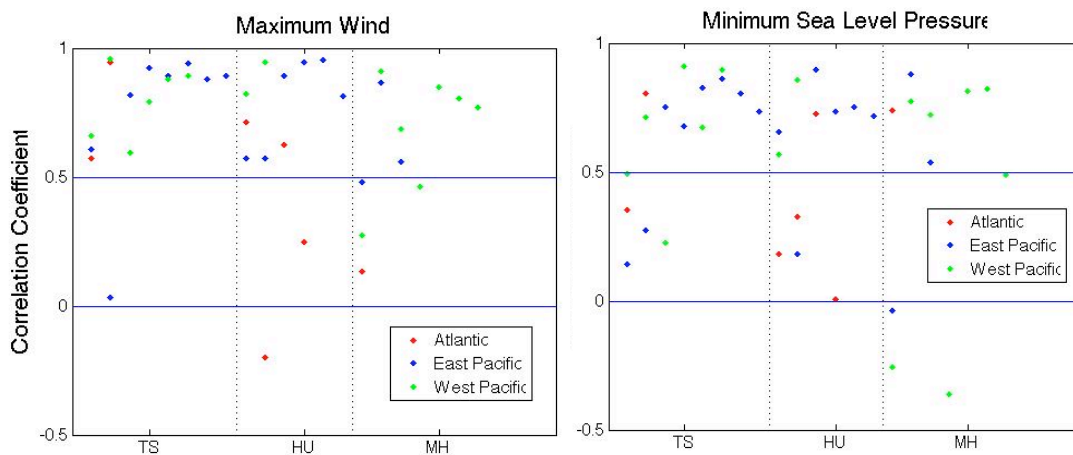 Maximum Wind
Correlation Coefficient
1
0.5
0
-0.5
TS
HU
MH
Atlantic
East Pacific
West Pacific
Minimum Sea Level Pressure
1
0.5
0
-0.5
TS
HU
MH
Atlantic
East Pacific
West Pacific